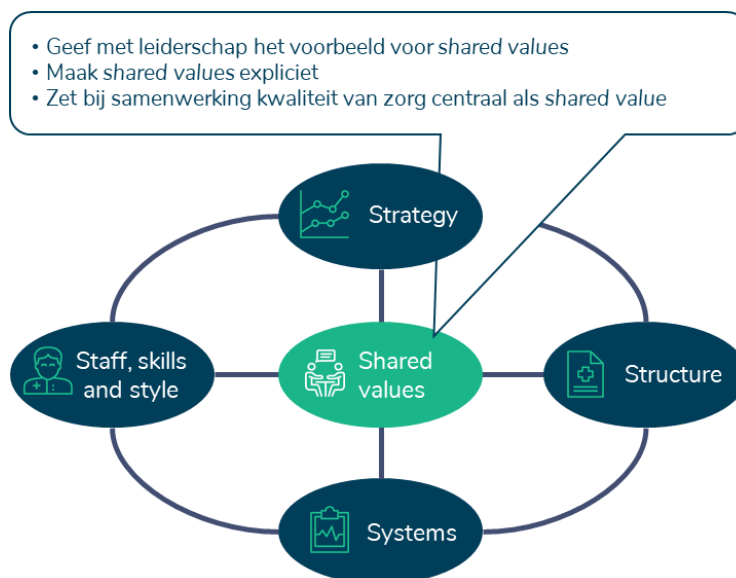 • Geef met leiderschap het voorbeeld voor shared values
• Maak shared values expliciet
• Zet bij samenwerking kwaliteit van zorg centraal als shared value
Strategy
Staff, skills
and style
Shared
values
Structure
Systems